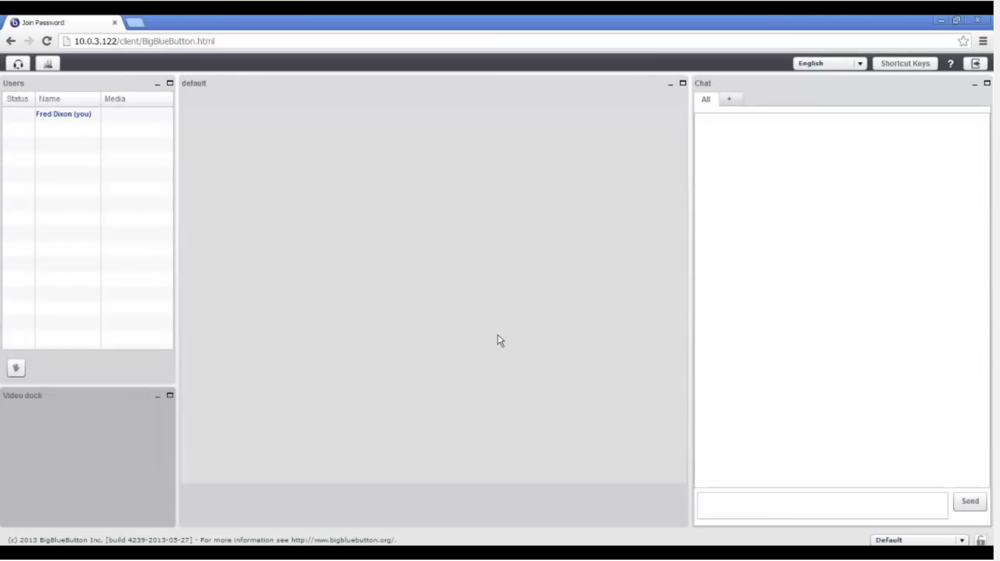 Join Password
10.0.3.122/client/BigBlueButton.html
English
Shortcut Keys
?
Users
Status Name Media
Fred Dixon (you)
Video dock
default
Chat
All +
Send
(c) 2013 BigBlueButton Inc. [build 4239-2013-05-27] - For more information see http://www.bigbluebutton.org/.
Default